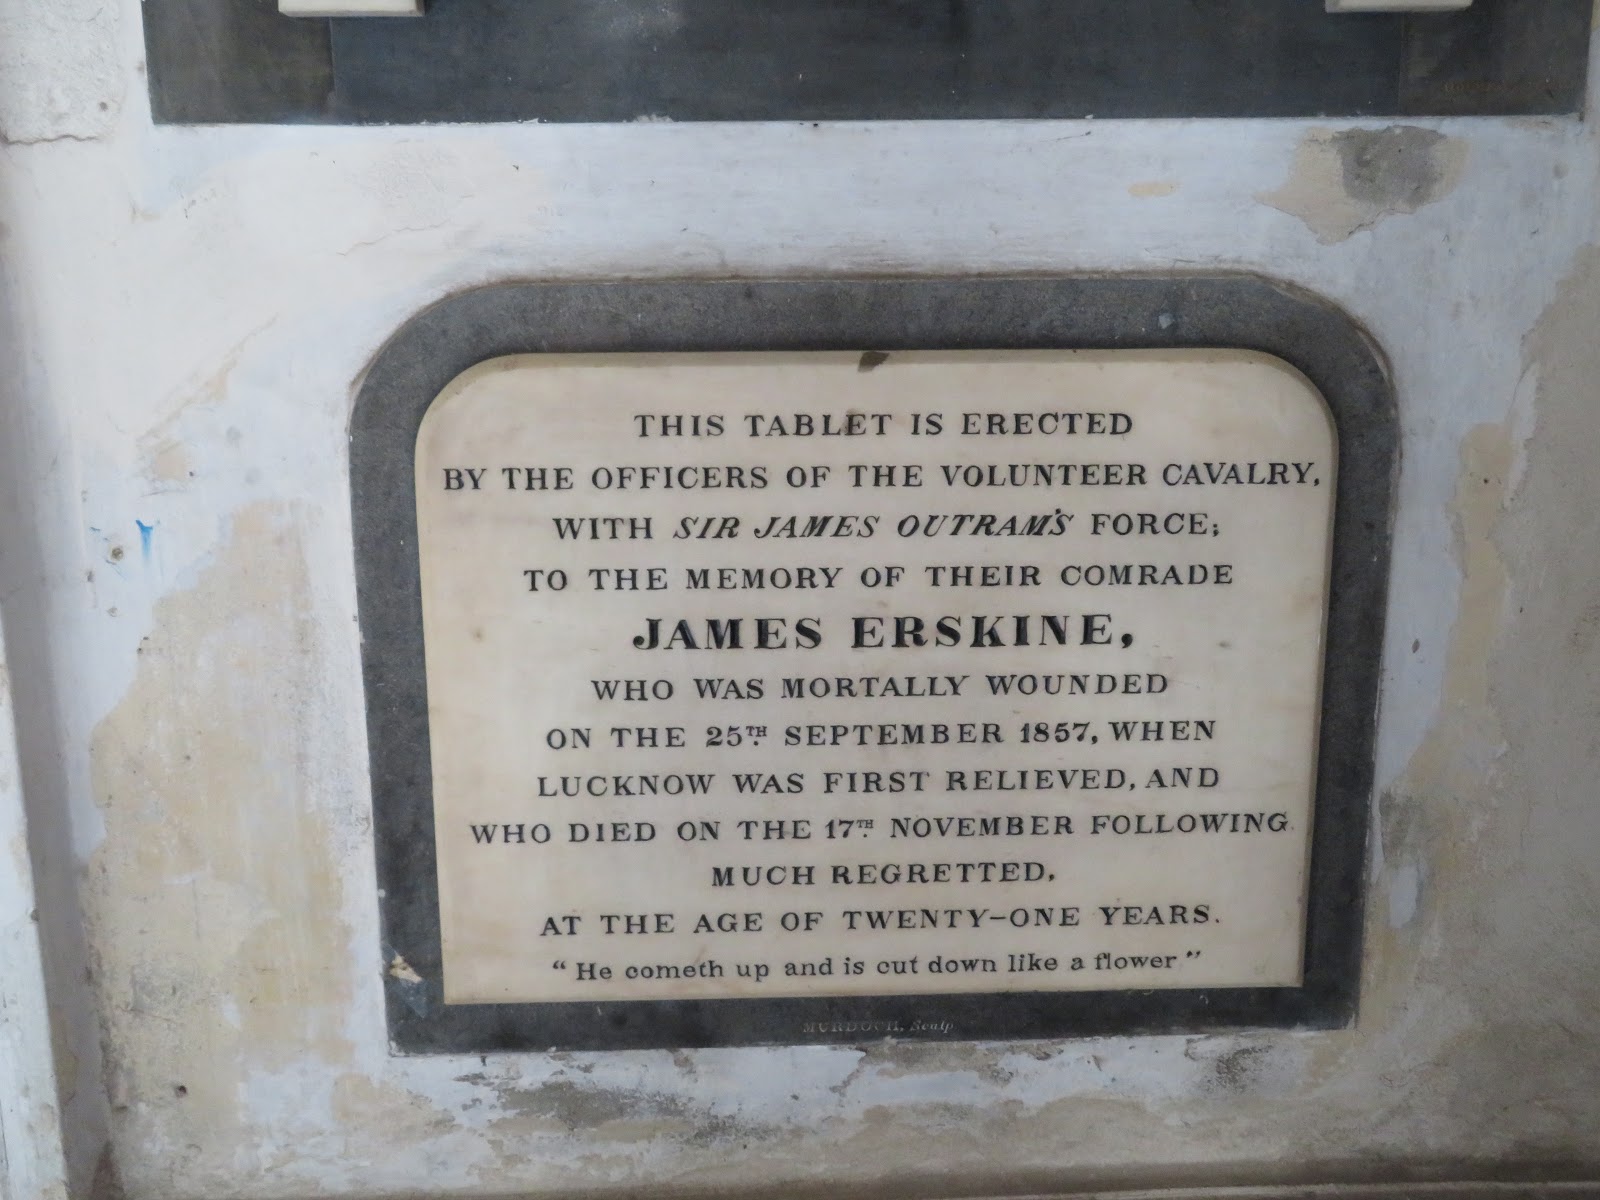 THIS TABLET IS ERECTED
BY THE OFFICERS OF THE VOLUNTEER CAVALRY,
WITH SIR JAMES OUTRAM'S FORCE;
TO THE MEMORY OF THEIR COMRADE
JAMES ERSKINE,
WHO WAS MORTALLY WOUNDED
ON THE 25TH SEPTEMBER 1857, WHEN
LUCKNOW WAS FIRST RELIEVED, AND
WHO DIED ON THE 17TH NOVEMBER FOLLOWING
MUCH REGRETTED,
AT THE AGE OF TWENTY-ONE YEARS.
"He cometh up and is cut down like a flower"
MURDOCH, Sculp